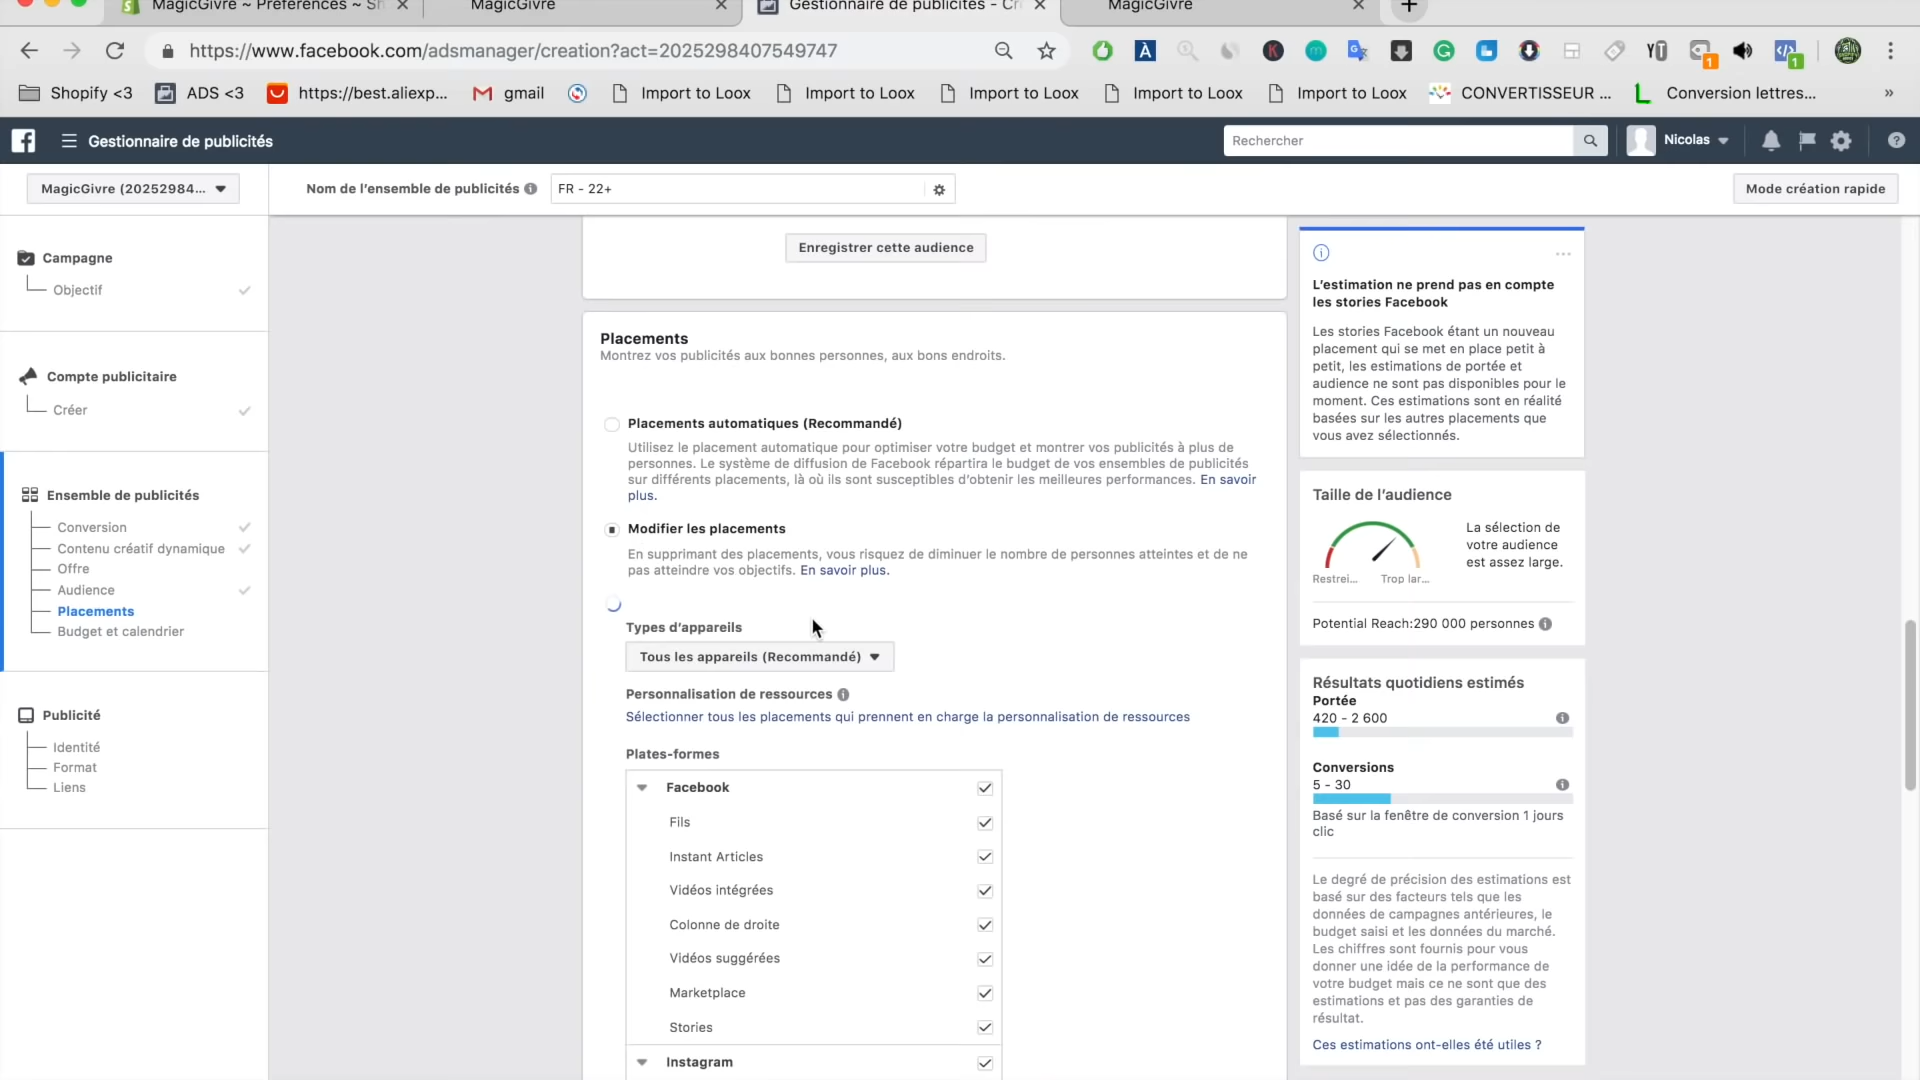 MagicGivre ~ Préférences ~ Sh
MagicGivre
Gestionnaire de publicités - Cr
MagicGivre
https://www.facebook.com/adsmanager/creation?act=2025298407549747
Shopify <3
ADS <3
https://best.aliexp...
gmail
Import to Loox
Import to Loox
Import to Loox
Import to Loox
Import to Loox
CONVERTISSEUR ...
Conversion lettres...
»
Gestionnaire de publicités
Rechercher
Nicolas
MagicGivre (20252984...
Nom de l'ensemble de publicités
FR - 22+
Mode création rapide
Campagne
Objectif
Compte publicitaire
Créer
Ensemble de publicités
Conversion
Contenu créatif dynamique
Offre
Audience
Placements
Budget et calendrier
Publicité
Identité
Format
Liens
Enregistrer cette audience
Placements
Montrez vos publicités aux bonnes personnes, aux bons endroits.
Placements automatiques (Recommandé)
Utilisez le placement automatique pour optimiser votre budget et montrer vos publicités à plus de
personnes. Le système de diffusion de Facebook répartira le budget de vos ensembles de publicités
sur différents placements, là où ils sont susceptibles d'obtenir les meilleures performances. En savoir
plus.
Modifier les placements
En supprimant des placements, vous risquez de diminuer le nombre de personnes atteintes et de ne
pas atteindre vos objectifs. En savoir plus.
Types d'appareils
Tous les appareils (Recommandé)
Personnalisation de ressources
Sélectionner tous les placements qui prennent en charge la personnalisation de ressources
Plates-formes
Facebook
Fils
Instant Articles
Vidéos intégrées
Colonne de droite
Vidéos suggérées
Marketplace
Stories
Instagram
L'estimation ne prend pas en compte
les stories Facebook
Les stories Facebook étant un nouveau
placement qui se met en place petit à
petit, les estimations de portée et
audience ne sont pas disponibles pour le
moment. Ces estimations sont en réalité
basées sur les autres placements que
vous avez sélectionnés.
Taille de l'audience
La sélection de
votre audience
est assez large.
Restrei...
Trop lar...
Potential Reach:290 000 personnes
Résultats quotidiens estimés
Portée
420 - 2 600
Conversions
5 - 30
Basé sur la fenêtre de conversion 1 jours
clic
Le degré de précision des estimations est
basé sur des facteurs tels que les
données de campagnes antérieures, le
budget saisi et les données du marché.
Les chiffres sont fournis pour vous
donner une idée de la performance de
votre budget mais ce ne sont que des
estimations et pas des garanties de
résultat.
Ces estimations ont-elles été utiles ?